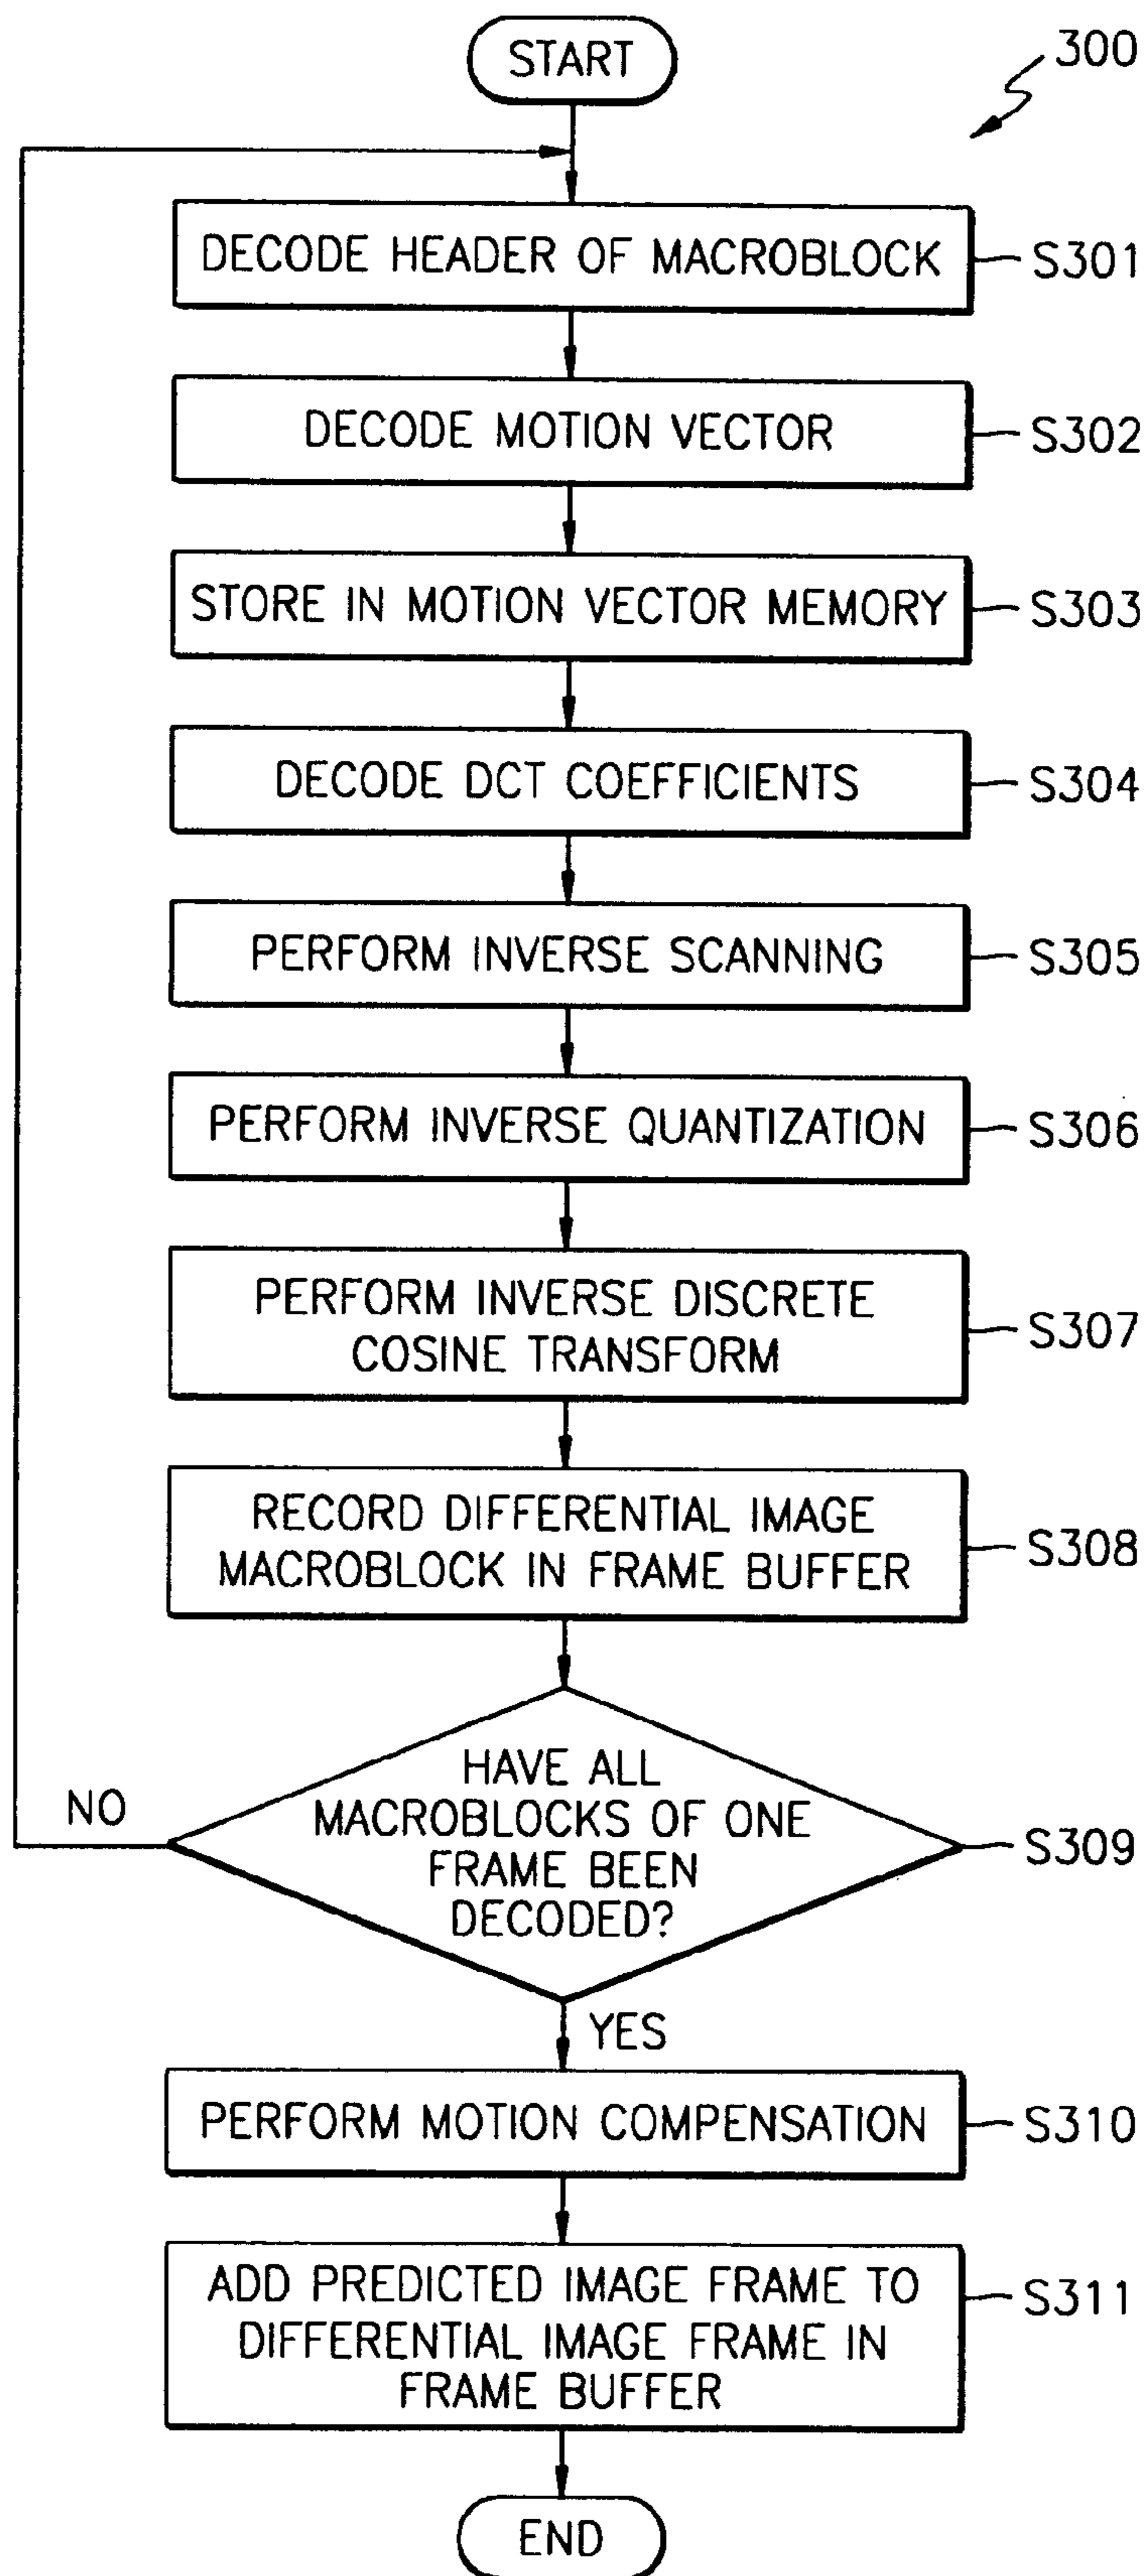 START
300
DECODE HEADER OF MACROBLOCK
S301
DECODE MOTION VECTOR
S302
STORE IN MOTION VECTOR MEMORY
S303
DECODE DCT COEFFICIENTS
S304
PERFORM INVERSE SCANNING
S305
PERFORM INVERSE QUANTIZATION
S306
PERFORM INVERSE DISCRETE
COSINE TRANSFORM
S307
RECORD DIFFERENTIAL IMAGE
MACROBLOCK IN FRAME BUFFER
S308
HAVE ALL
MACROBLOCKS OF ONE
FRAME BEEN
DECODED?
S309
NO
YES
PERFORM MOTION COMPENSATION
S310
ADD PREDICTED IMAGE FRAME TO
DIFFERENTIAL IMAGE FRAME IN
FRAME BUFFER
S311
END